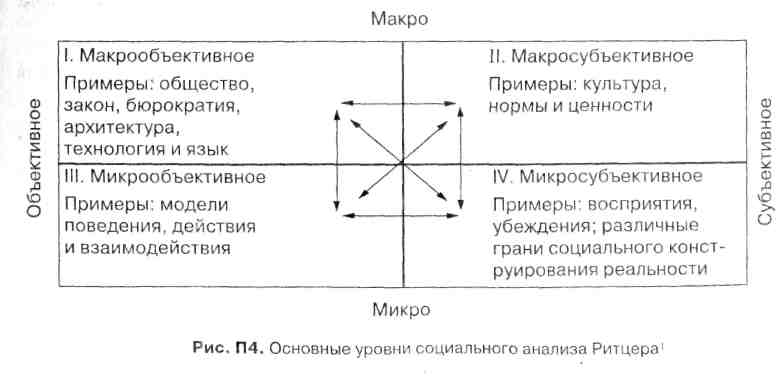 Макро
I. Макрообъективное
Примеры: общество,
закон, бюрократия,
архитектура,
технология и язык
II. Макросубъективное
Примеры: культура,
нормы и ценности
Объективное
Субъективное
III. Микрообъективное
Примеры: модели
поведения, действия
и взаимодействия
IV. Микросубъективное
Примеры: восприятия,
убеждения; различные
грани социального конст-
руирования реальности
Микро
Рис. П4. Основные уровни социального анализа Ритцера¹